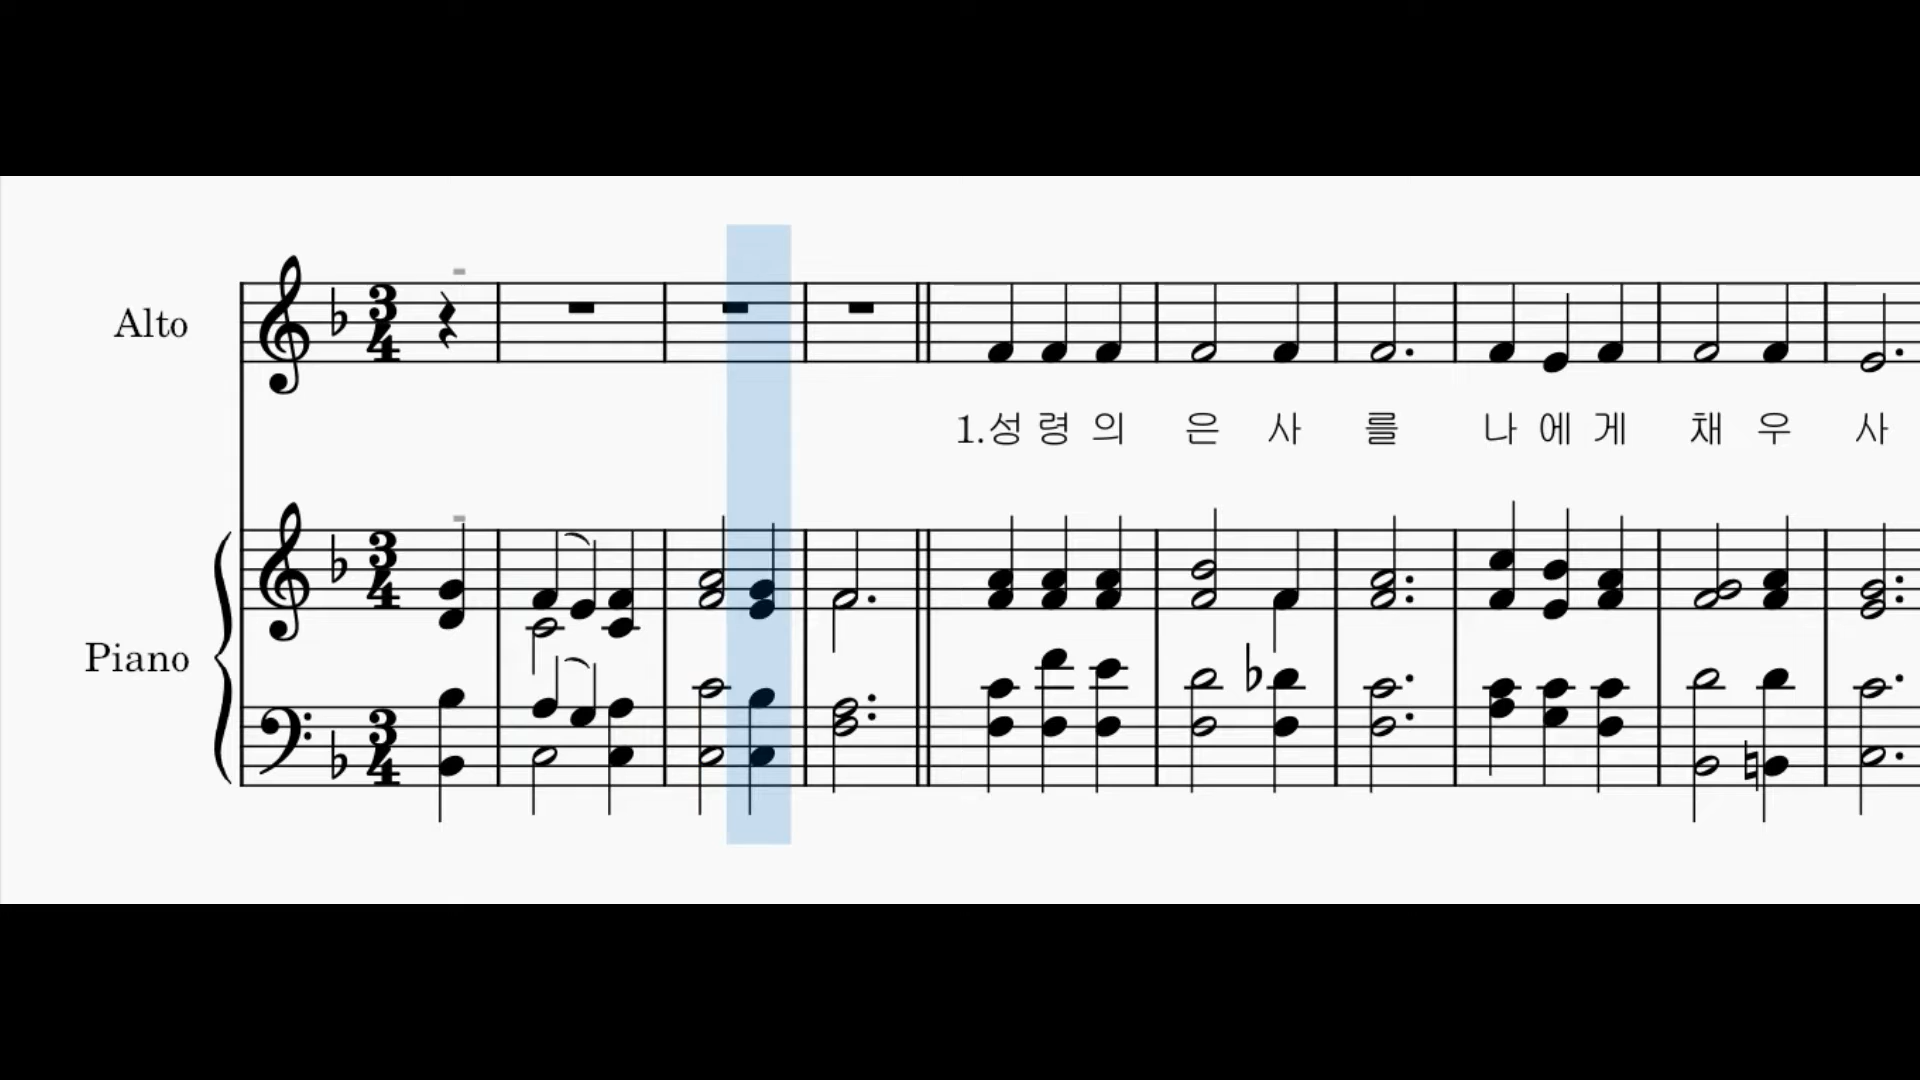 Alto
1.성 령 의 은 사 를 나 에 게 채 우 사
Piano